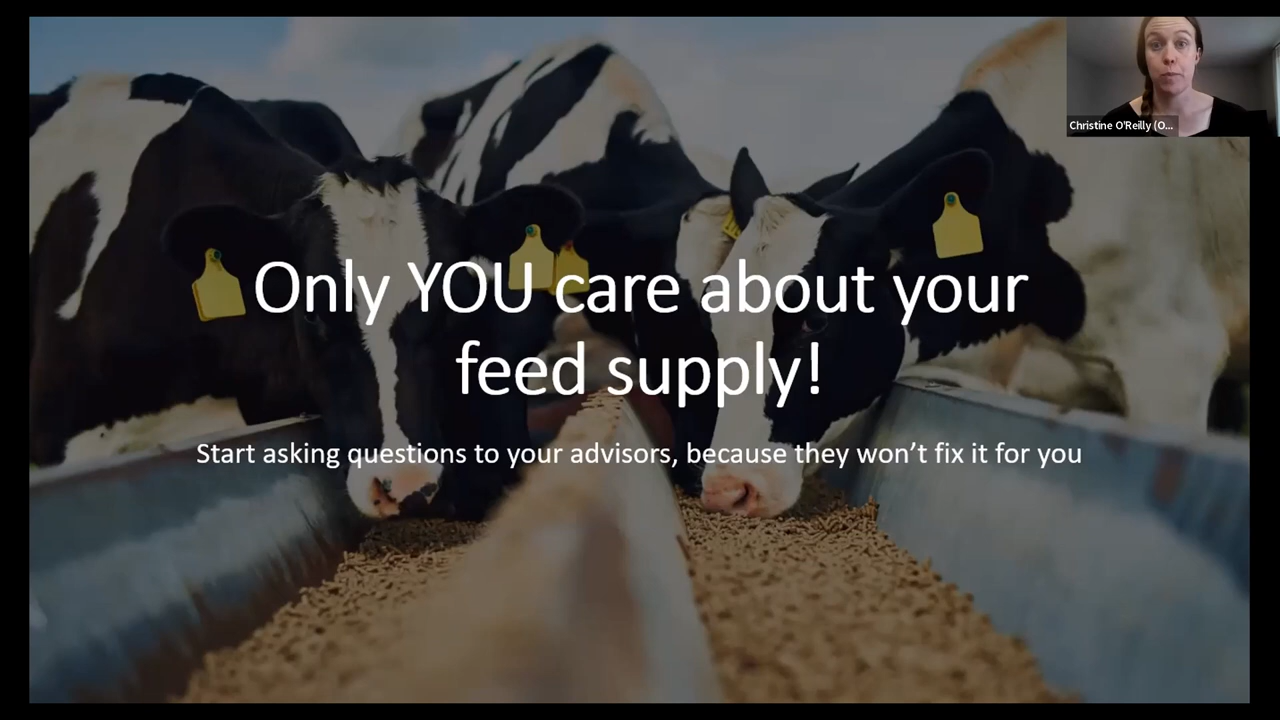 Christine O'Reilly (O...
Only YOU care about your
feed supply!
Start asking questions to your advisors, because they won’t fix it for you